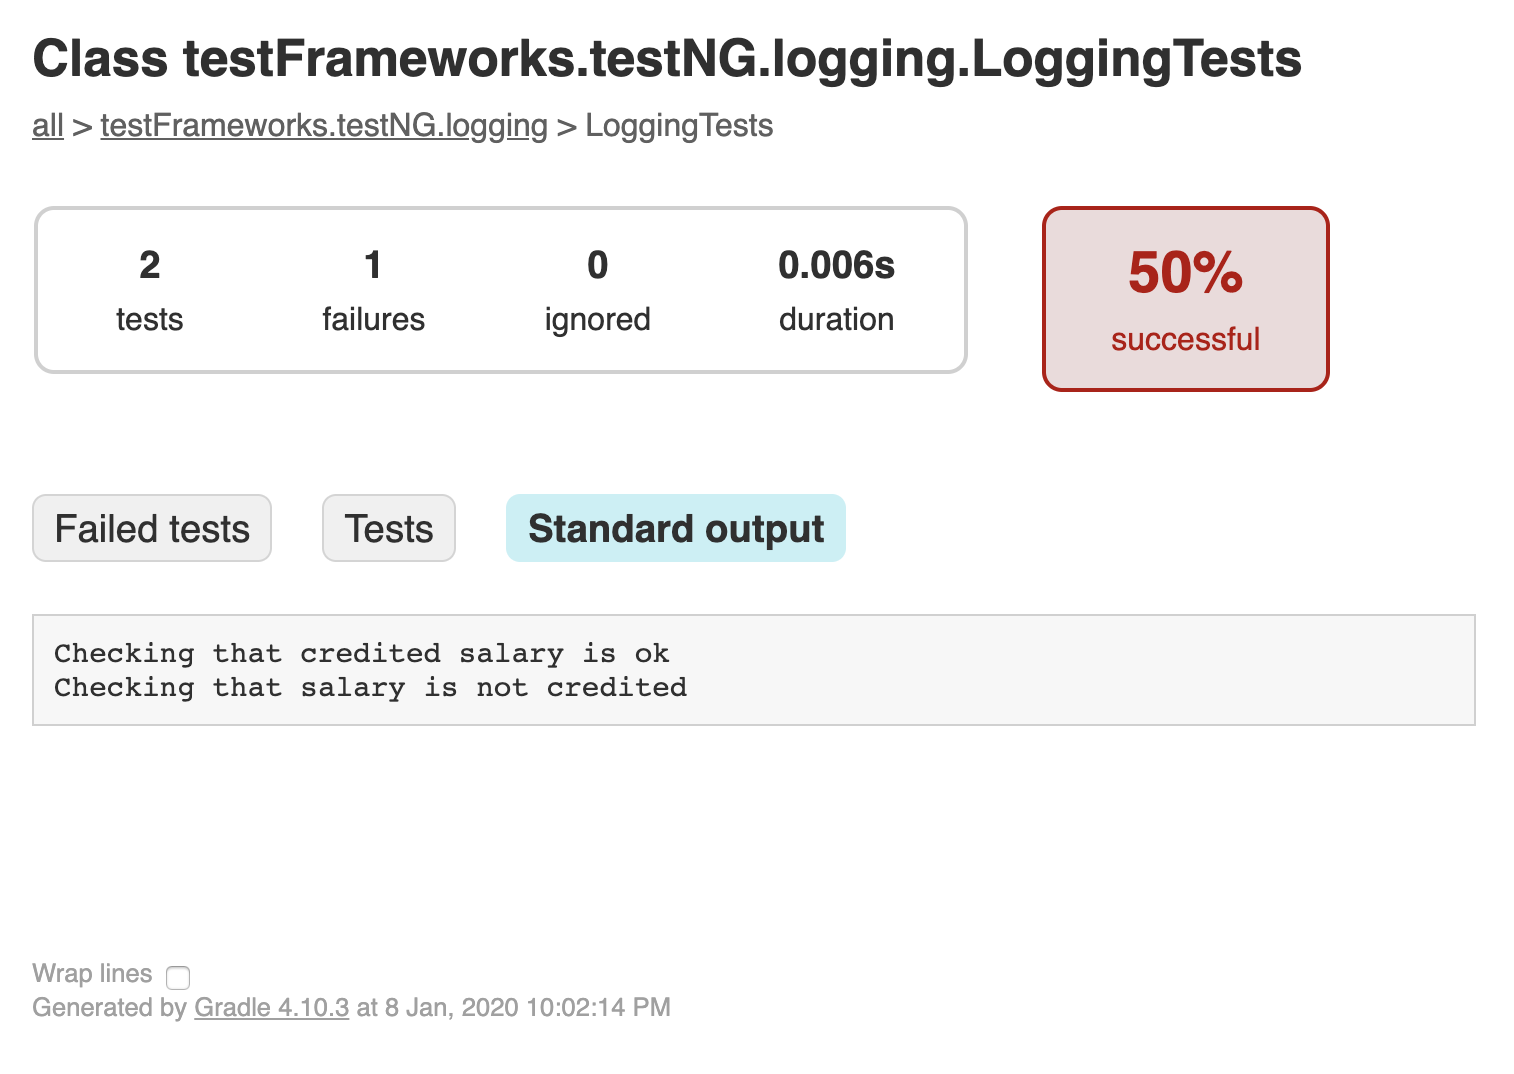 Class testFrameworks.testNG.logging.LoggingTests
all > testFrameworks.testNG.logging > LoggingTests
2 1 0 0.006s
tests failures ignored duration
50%
successful
Failed tests Tests Standard output
Checking that credited salary is ok
Checking that salary is not credited
Wrap lines
Generated by Gradle 4.10.3 at 8 Jan, 2020 10:02:14 PM